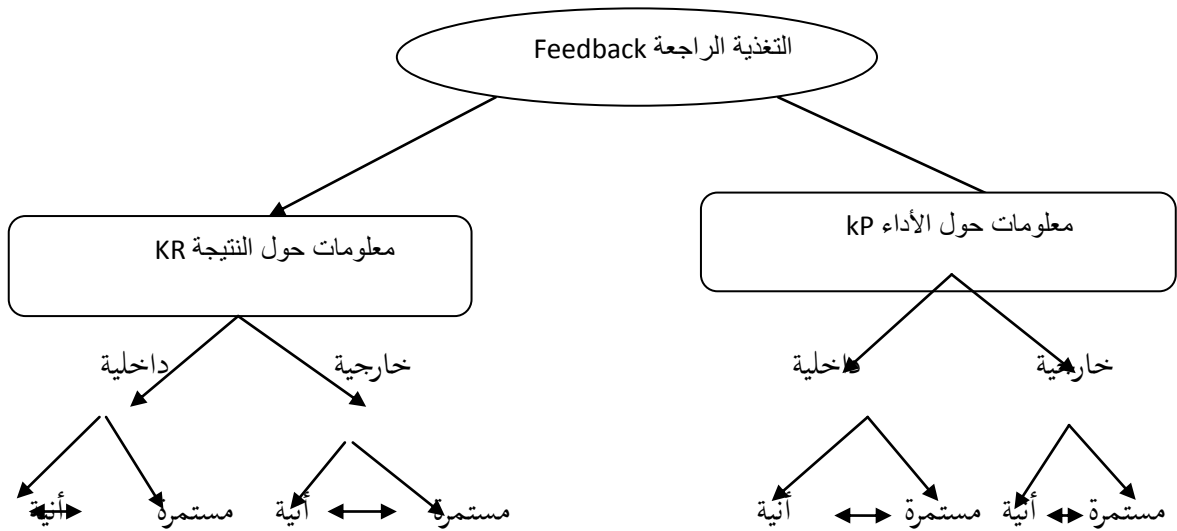 التغذية الراجعة Feedback
معلومات حول الأداء kP
معلومات حول النتيجة KR
خارجية
داخلية
خارجية
داخلية
مستمرة
أنية
مستمرة
أنية
مستمرة
أنية
مستمرة
أنية